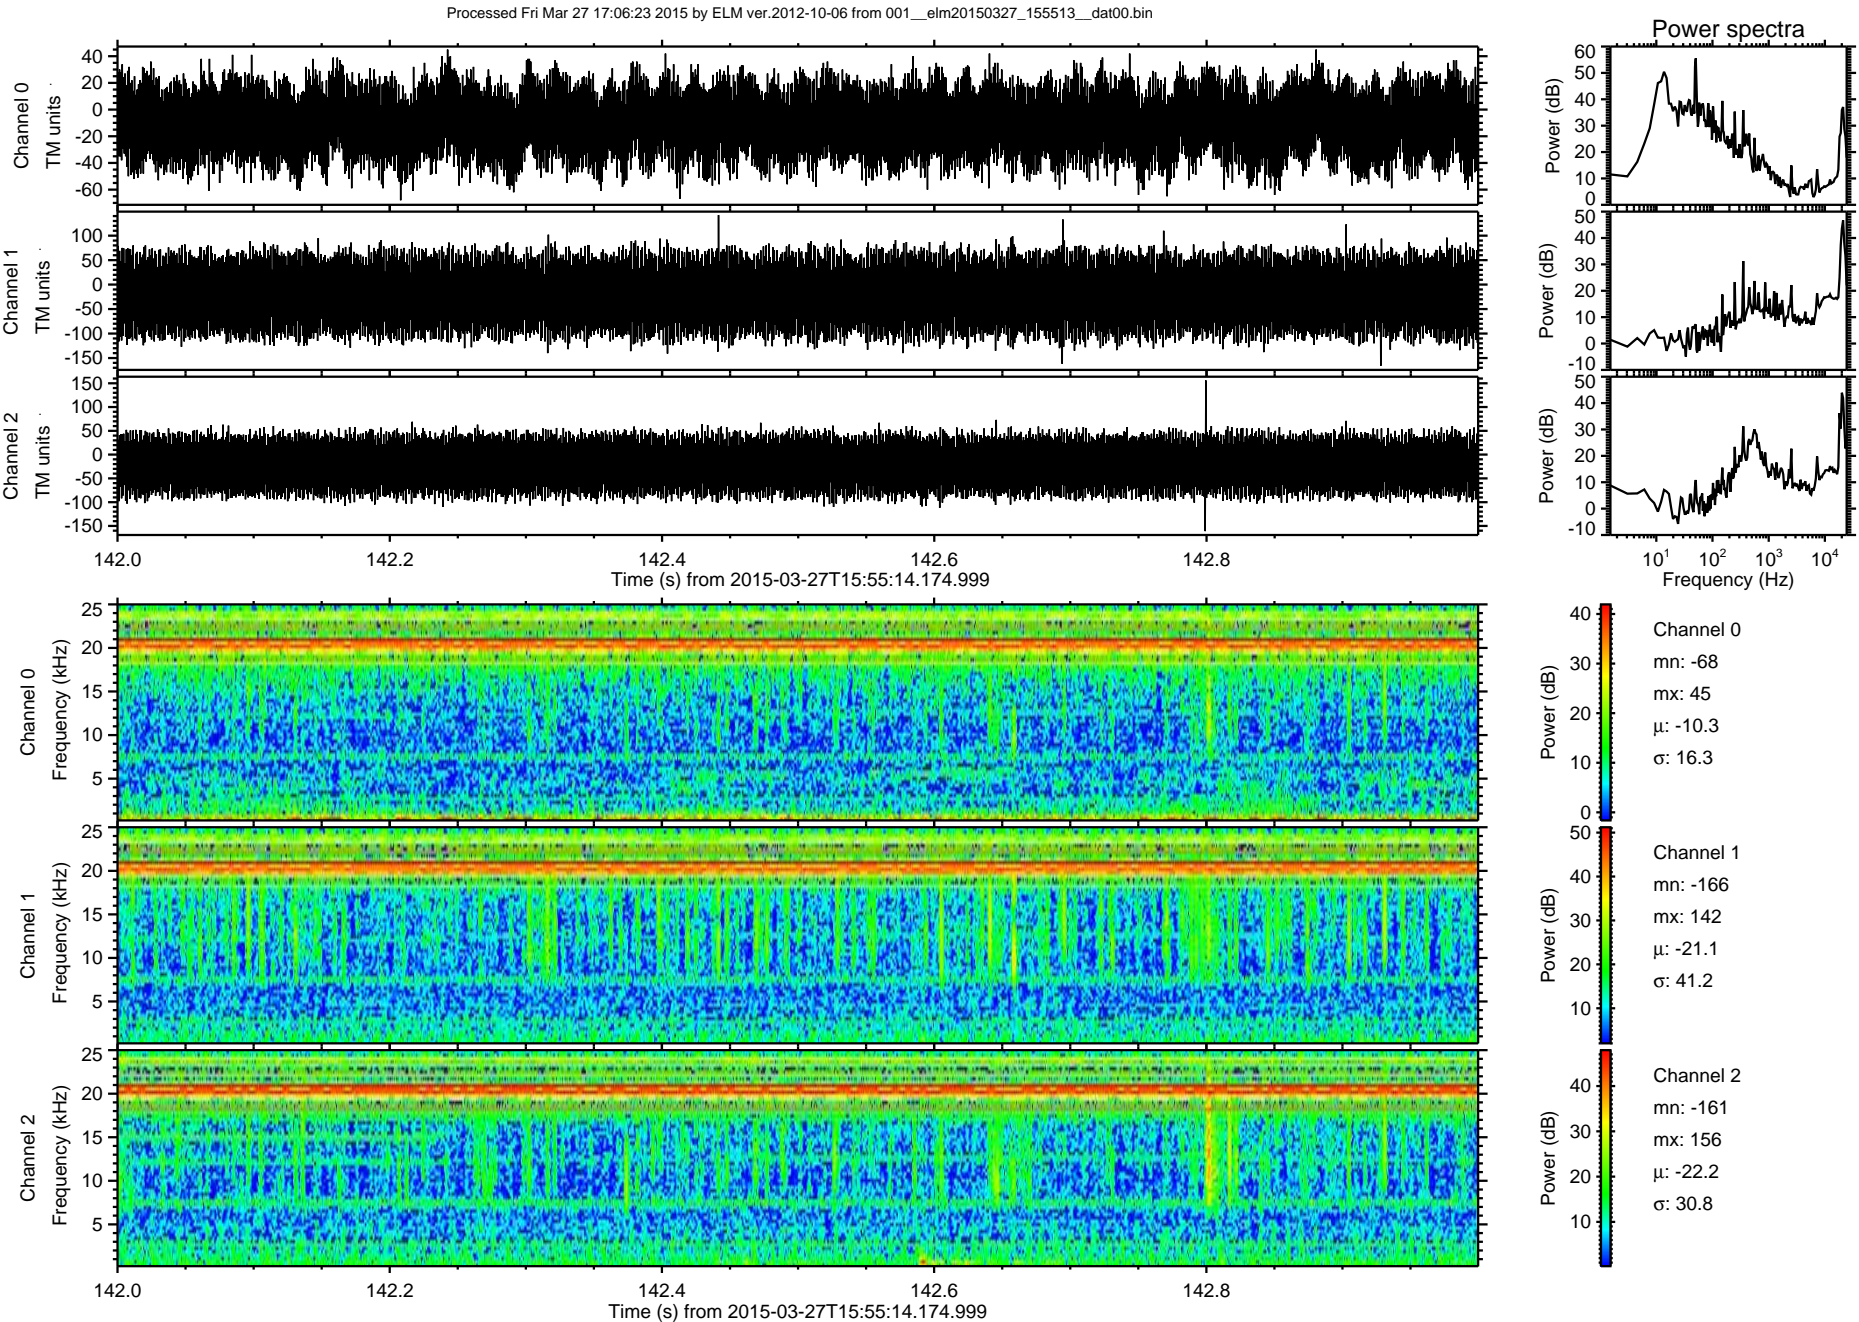 Processed Fri Mar 27 17:06:23 2015 by ELM ver.2012-10-06 from 001__elm20150327_155513__dat00.bin
Power spectra
Channel 0
TM units
40
20
0
-20
-40
-60
Power (dB)
60
50
40
30
20
10
0
Channel 1
TM units
100
50
0
-50
-100
-150
Power (dB)
50
40
30
20
10
0
-10
Channel 2
TM units
150
100
50
0
-50
-100
-150
Power (dB)
50
40
30
20
10
0
-10
142.0 142.2 142.4 142.6 142.8
Time (s) from 2015-03-27T15:55:14.174.999
10¹ 10² 10³ 10⁴
Frequency (Hz)
Channel 0
Frequency (kHz)
25
20
15
10
5
Power (dB)
40
30
20
10
0
Channel 0
mn: -68
mx: 45
μ: -10.3
σ: 16.3
Channel 1
Frequency (kHz)
25
20
15
10
5
Power (dB)
50
40
30
20
10
Channel 1
mn: -166
mx: 142
μ: -21.1
σ: 41.2
Channel 2
Frequency (kHz)
25
20
15
10
5
Power (dB)
40
30
20
10
Channel 2
mn: -161
mx: 156
μ: -22.2
σ: 30.8
142.0 142.2 142.4 142.6 142.8
Time (s) from 2015-03-27T15:55:14.174.999